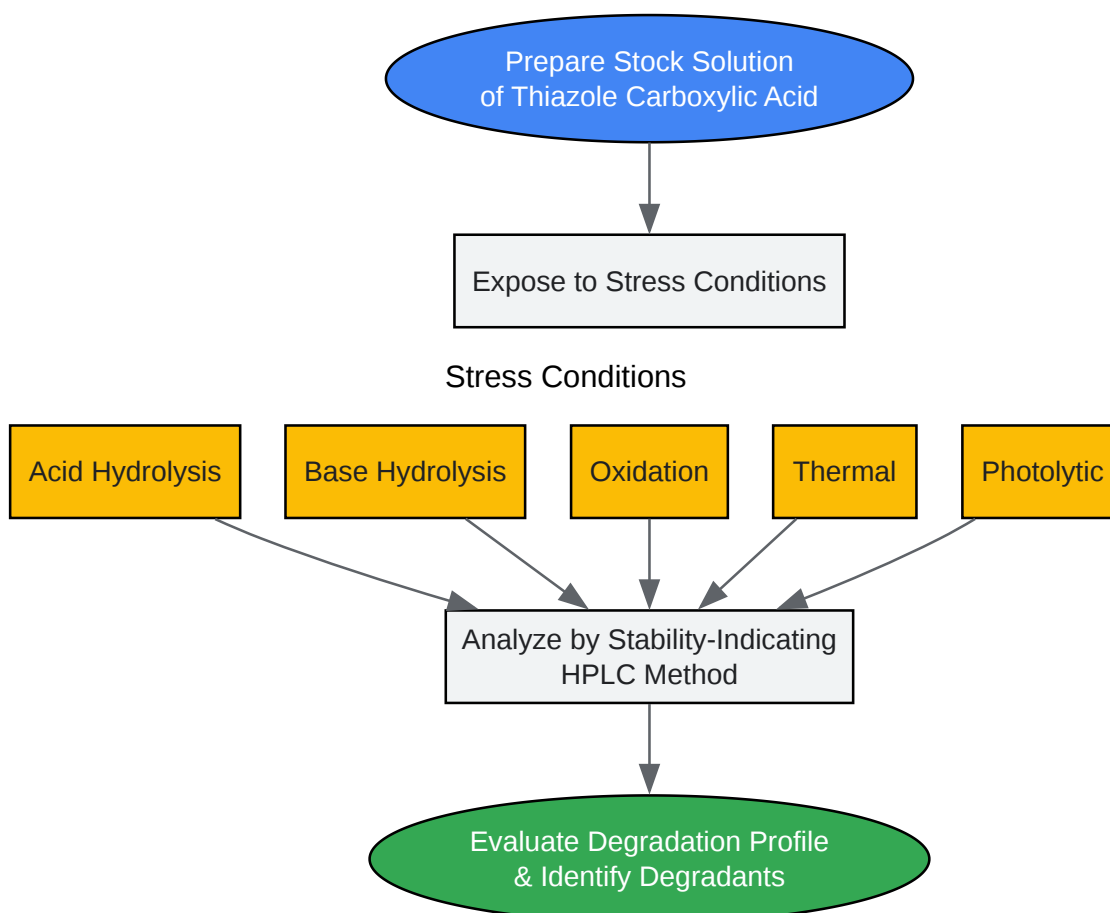 Prepare Stock Solution
of Thiazole Carboxylic Acid
Expose to Stress Conditions
Stress Conditions
Acid Hydrolysis
Base Hydrolysis
Oxidation
Thermal
Photolytic
Analyze by Stability-Indicating
HPLC Method
Evaluate Degradation Profile
& Identify Degradants